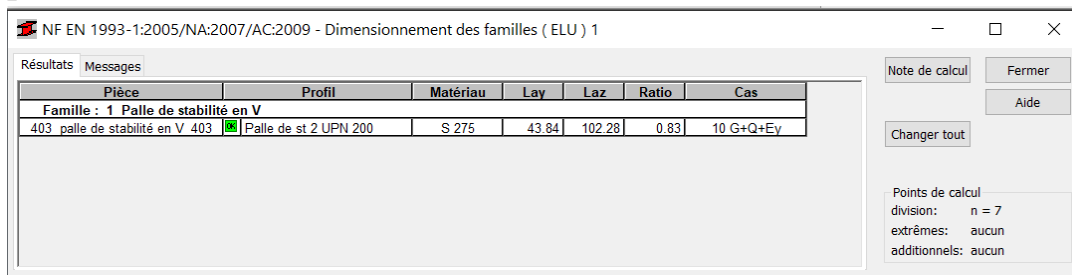 NF EN 1993-1:2005/NA:2007/AC:2009 - Dimensionnement des familles ( ELU ) 1
Résultats Messages
Note de calcul Fermer
Pièce Profil Matériau Lay Laz Ratio Cas
Aide
Famille : 1 Palle de stabilité en V
403 palle de stabilité en V_403 OK Palle de st 2 UPN 200 S 275 43.84 102.28 0.83 10 G+Q+Ey
Changer tout
Points de calcul
division: n = 7
extrêmes: aucun
additionnels: aucun